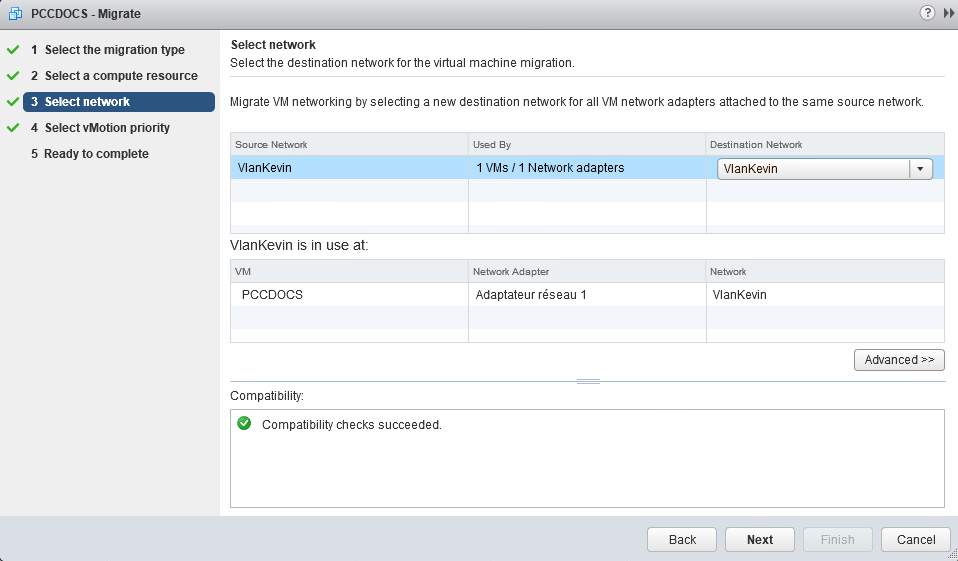 PCCDOCS - Migrate
?
1 Select the migration type
2 Select a compute resource
3 Select network
4 Select vMotion priority
5 Ready to complete
Select network
Select the destination network for the virtual machine migration.
Migrate VM networking by selecting a new destination network for all VM network adapters attached to the same source network.
Source Network Used By Destination Network
VlanKevin 1 VMs / 1 Network adapters VlanKevin
VlanKevin is in use at:
VM Network Adapter Network
PCCDOCS Adaptateur réseau 1 VlanKevin
Advanced >>
Compatibility:
Compatibility checks succeeded.
Back Next Finish Cancel